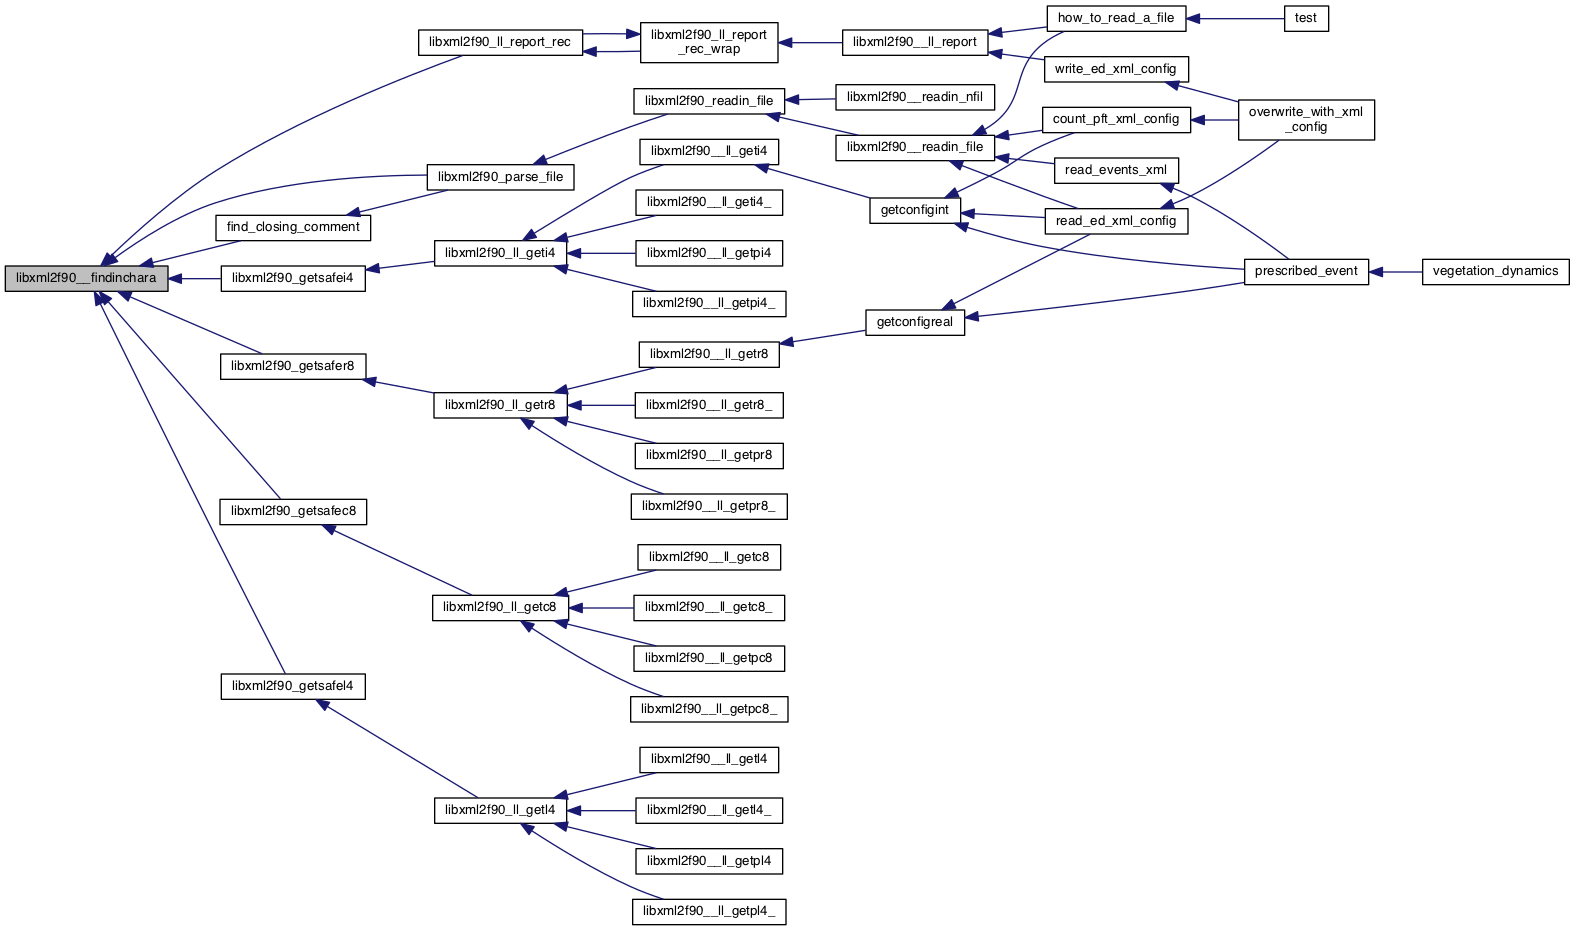 libxml2f90__findinchara
libxml2f90_ll_report_rec
libxml2f90_parse_file
find_closing_comment
libxml2f90_getsafei4
libxml2f90_getsafer8
libxml2f90_getsafec8
libxml2f90_getsafel4
libxml2f90_ll_report
_rec_wrap
libxml2f90_readin_file
libxml2f90_ll_geti4
libxml2f90_ll_getr8
libxml2f90_ll_getc8
libxml2f90_ll_getl4
libxml2f90__ll_geti4
libxml2f90__ll_geti4_
libxml2f90__ll_getpi4
libxml2f90__ll_getpi4_
libxml2f90__ll_getr8
libxml2f90__ll_getr8_
libxml2f90__ll_getpr8
libxml2f90__ll_getpr8_
libxml2f90__ll_getc8
libxml2f90__ll_getc8_
libxml2f90__ll_getpc8
libxml2f90__ll_getpc8_
libxml2f90__ll_getl4
libxml2f90__ll_getl4_
libxml2f90__ll_getpl4
libxml2f90__ll_getpl4_
libxml2f90__ll_report
libxml2f90__readin_nfil
libxml2f90__readin_file
getconfigint
getconfigreal
how_to_read_a_file
write_ed_xml_config
count_pft_xml_config
read_events_xml
read_ed_xml_config
test
overwrite_with_xml
_config
prescribed_event
vegetation_dynamics